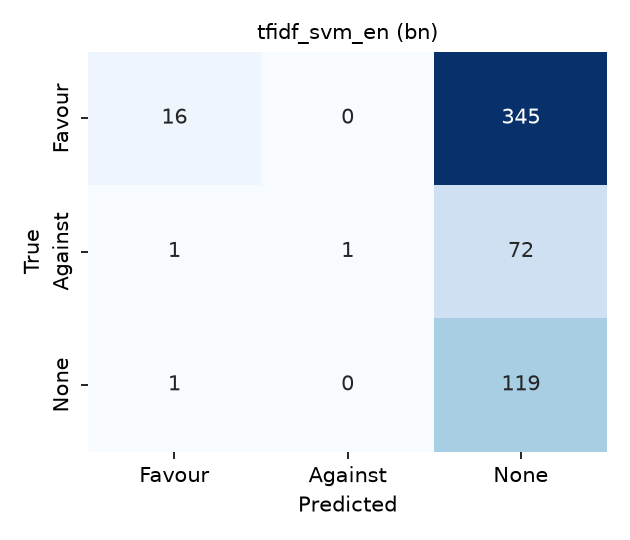 tfidf_svm_en (bn)
True
Favour
16
0
345
Against
1
1
72
None
1
0
119
Favour
Against
None
Predicted